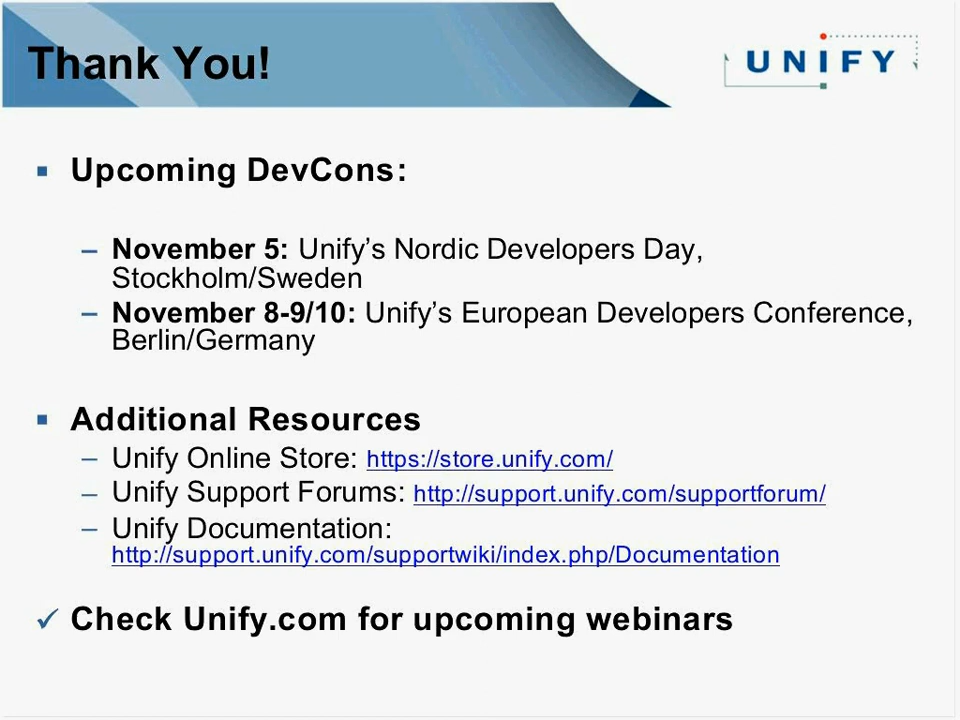 Thank You!
UNIFY
Upcoming DevCons:
– November 5: Unify’s Nordic Developers Day,
Stockholm/Sweden
– November 8-9/10: Unify’s European Developers Conference,
Berlin/Germany
Additional Resources
– Unify Online Store: https://store.unify.com/
– Unify Support Forums: http://support.unify.com/supportforum/
– Unify Documentation:
http://support.unify.com/supportwiki/index.php/Documentation
✓ Check Unify.com for upcoming webinars